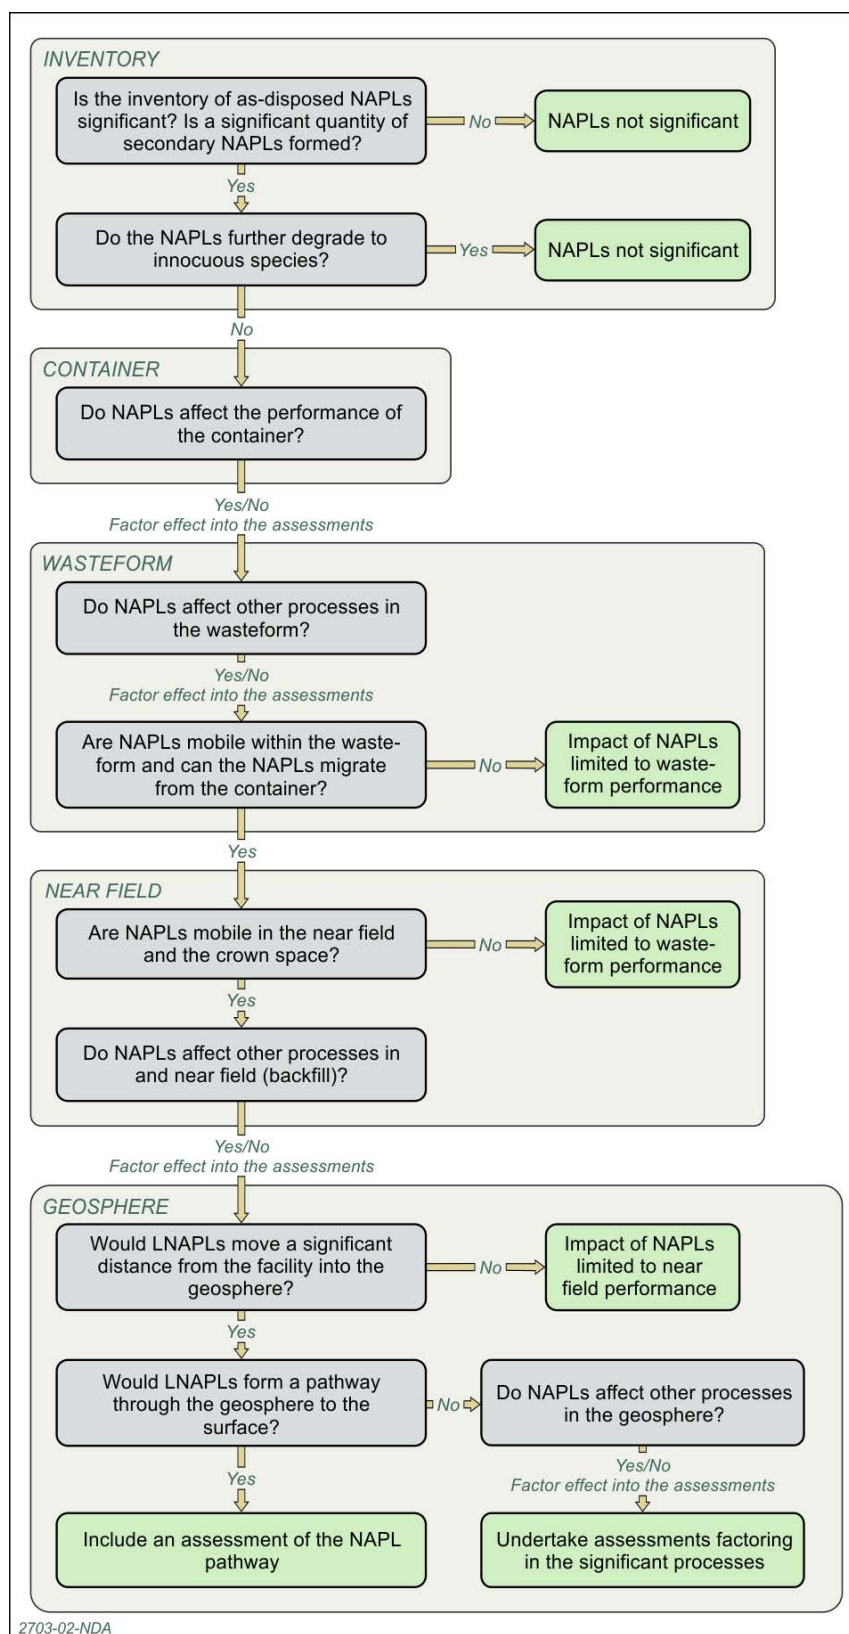 INVENTORY
Is the inventory of as-disposed NAPLs
significant? Is a significant quantity of
secondary NAPLs formed?
No
NAPLs not significant
Yes
Do the NAPLs further degrade to
innocuous species?
Yes
NAPLs not significant
No
CONTAINER
Do NAPLs affect the performance of
the container?
Yes/No
Factor effect into the assessments
WASTEFORM
Do NAPLs affect other processes in
the wasteform?
Yes/No
Factor effect into the assessments
Are NAPLs mobile within the waste-
form and can the NAPLs migrate
from the container?
No
Impact of NAPLs
limited to waste-
form performance
Yes
NEAR FIELD
Are NAPLs mobile in the near field
and the crown space?
No
Impact of NAPLs
limited to waste-
form performance
Yes
Do NAPLs affect other processes in
and near field (backfill)?
Yes/No
Factor effect into the assessments
GEOSPHERE
Would LNAPLs move a significant
distance from the facility into the
geosphere?
No
Impact of NAPLs
limited to near
field performance
Yes
Would LNAPLs form a pathway
through the geosphere to the
surface?
No
Do NAPLs affect other processes
in the geosphere?
Yes
Yes/No
Factor effect into the assessments
Include an assessment of the NAPL
pathway
Undertake assessments factoring
in the significant processes
2703-02-NDA